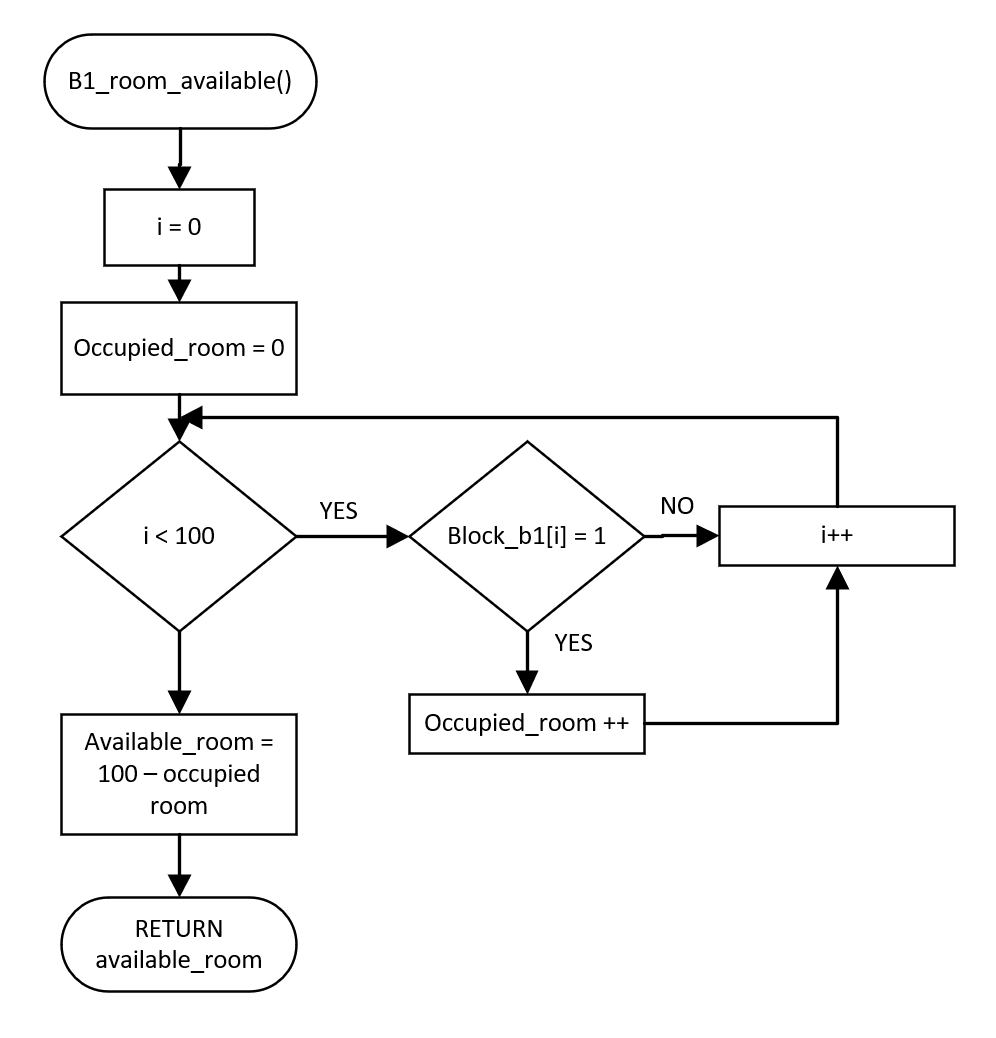 B1_room_available()
i = 0
Occupied_room = 0
i < 100
YES
Block_b1[i] = 1
NO
i++
YES
Occupied_room ++
Available_room =
100 – occupied
room
RETURN
available_room